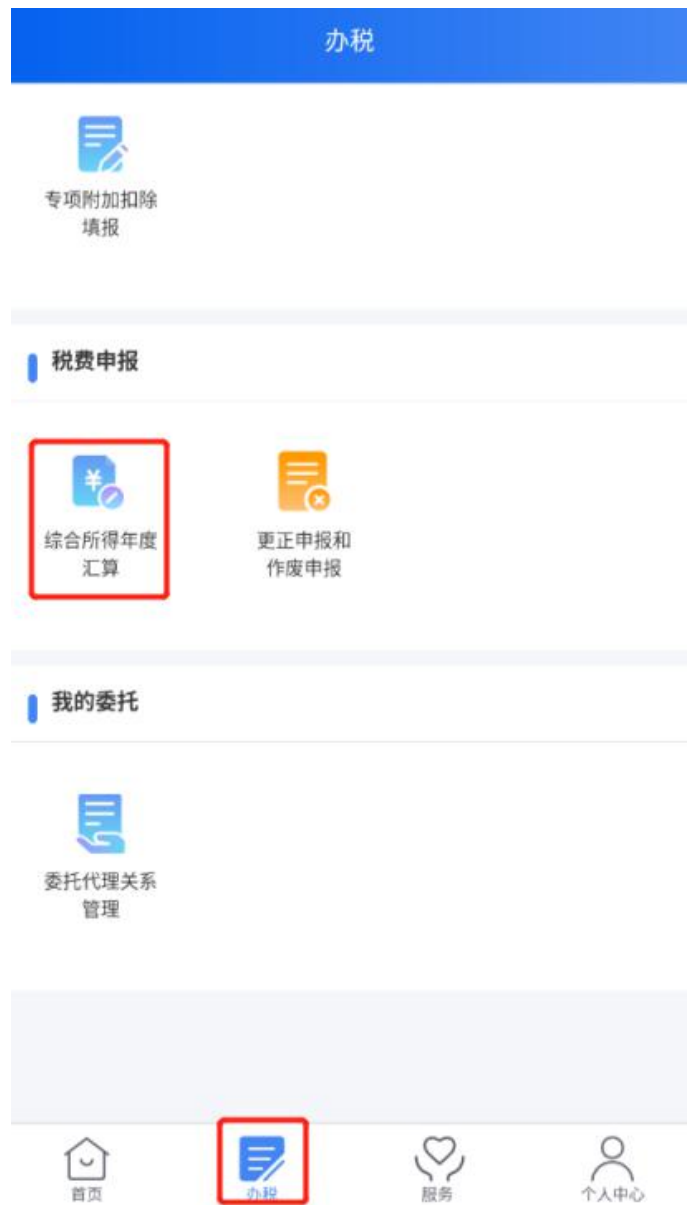 办税
专项附加扣除
填报
税费申报
综合所得年度
汇算
更正申报和
作废申报
我的委托
委托代理关系
管理
首页
办税
服务
个人中心